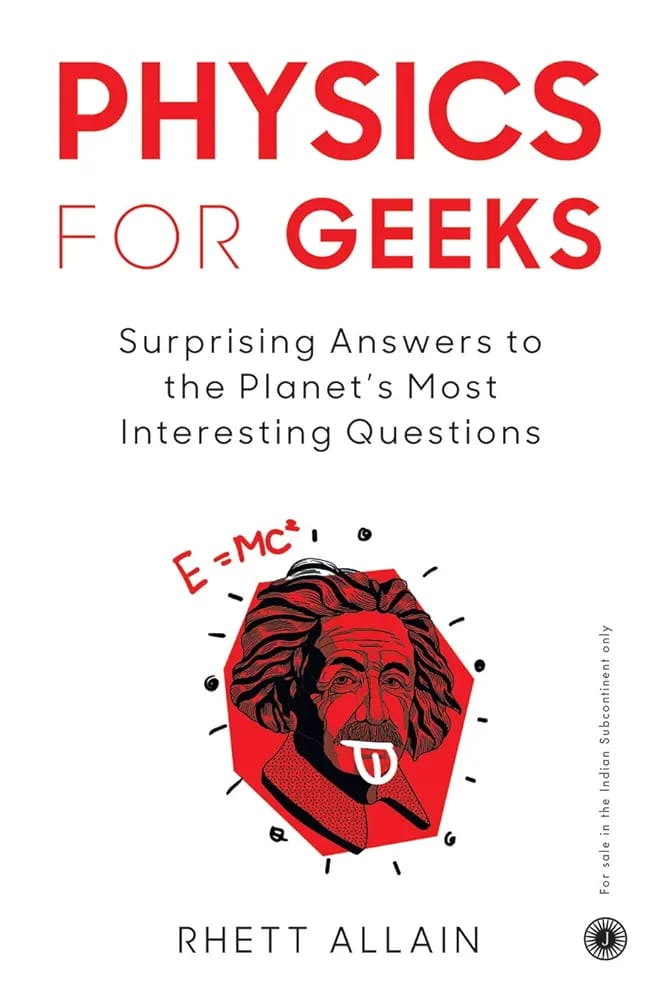 PHYSICS
FOR GEEKS
Surprising Answers to
the Planet's Most
Interesting Questions
E=MC²
RHETT ALLAIN
For sale in the Indian Subcontinent only
J